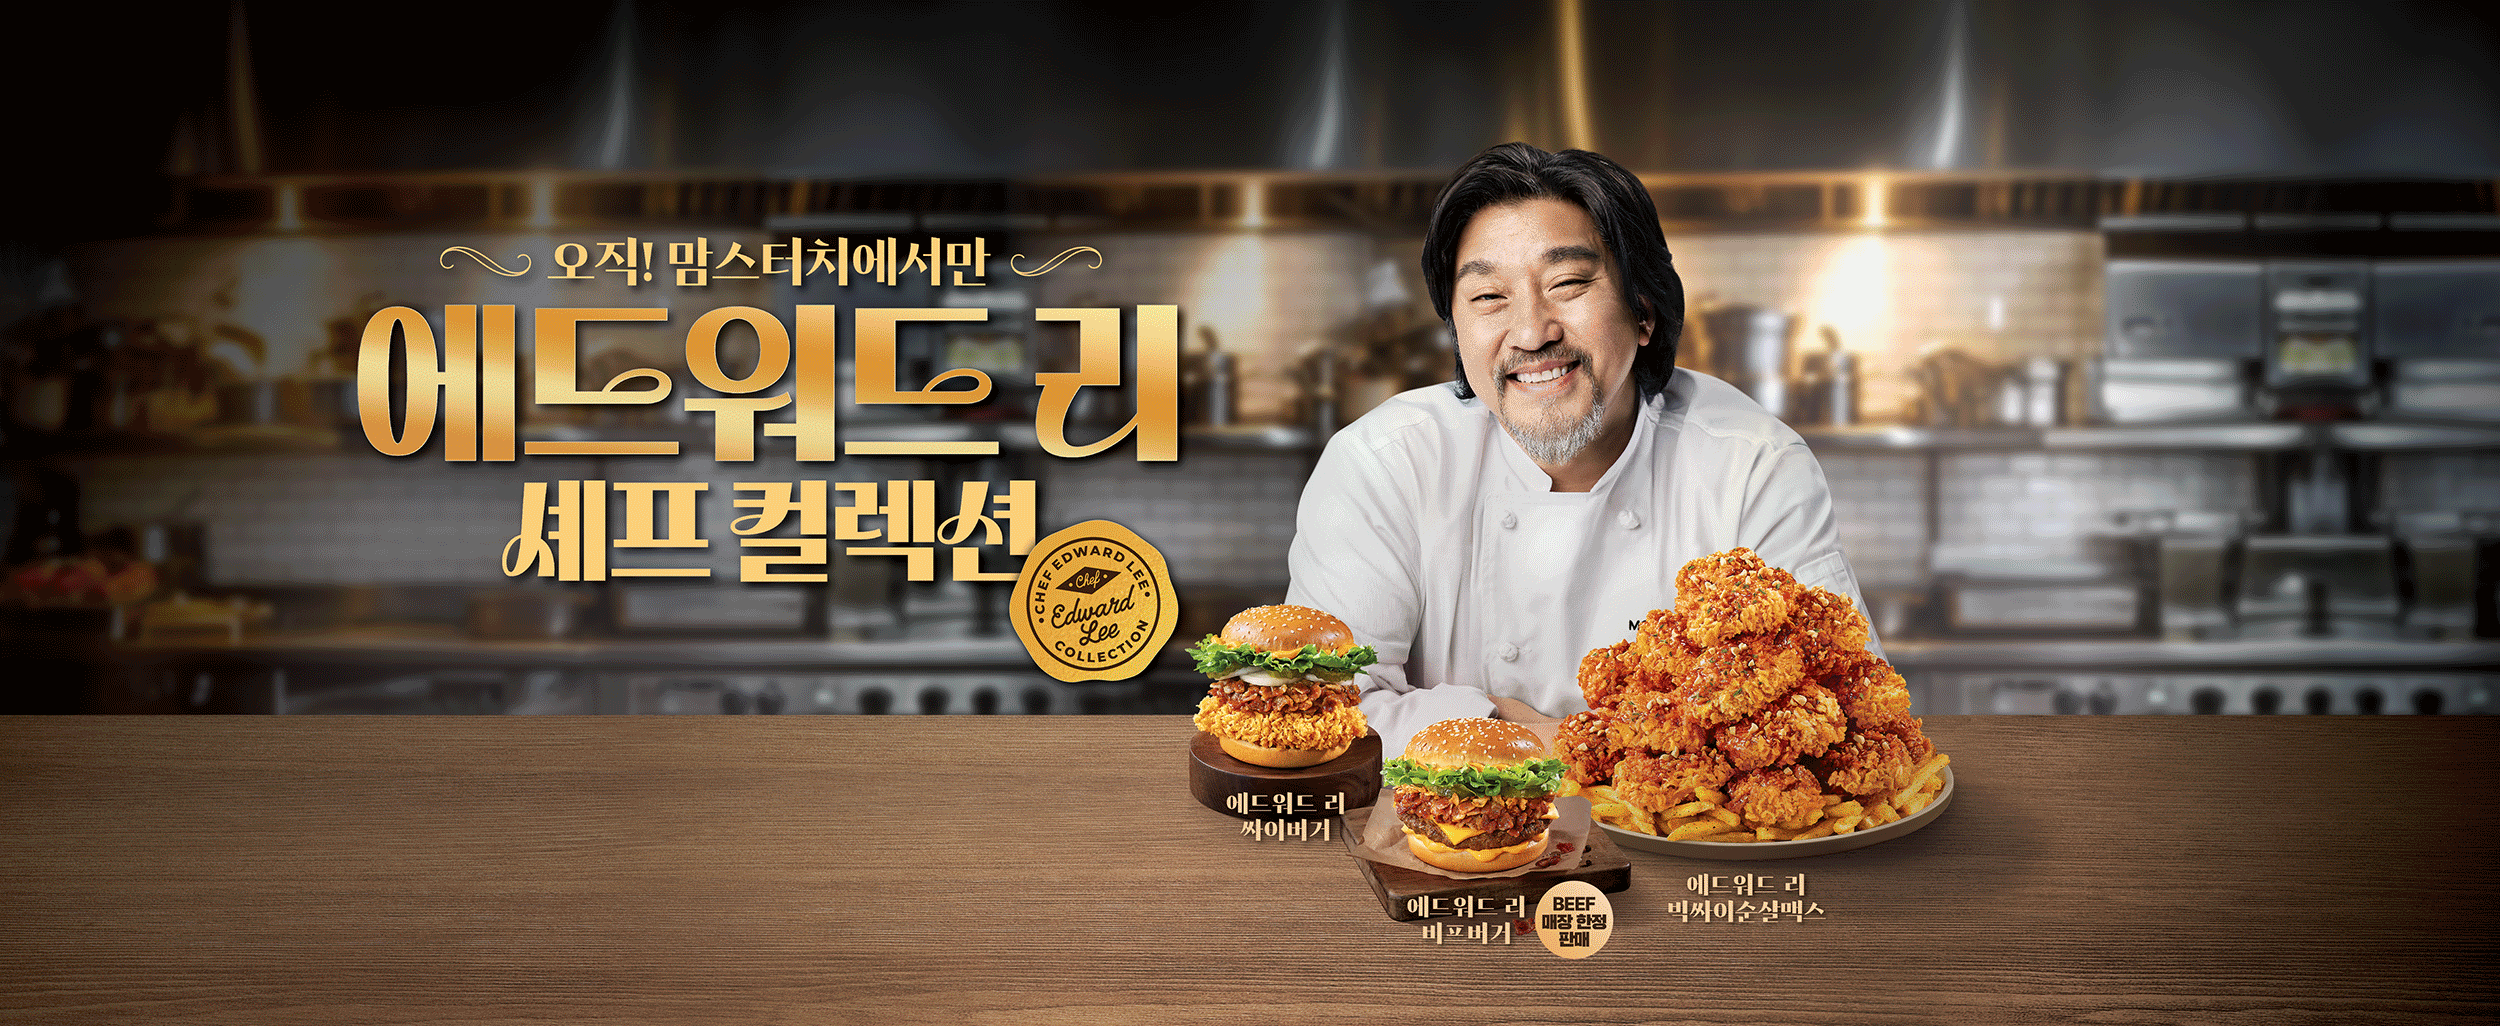 오직! 맘스터치에서만
에드워드 리
셰프 컬렉션
CHEF EDWARD LEE
Chef
Edward
Lee
COLLECTION
에드워드 리
싸이버거
에드워드 리
비프버거
BEEF
매장 한정
판매
에드워드 리
빅싸이순살맥스